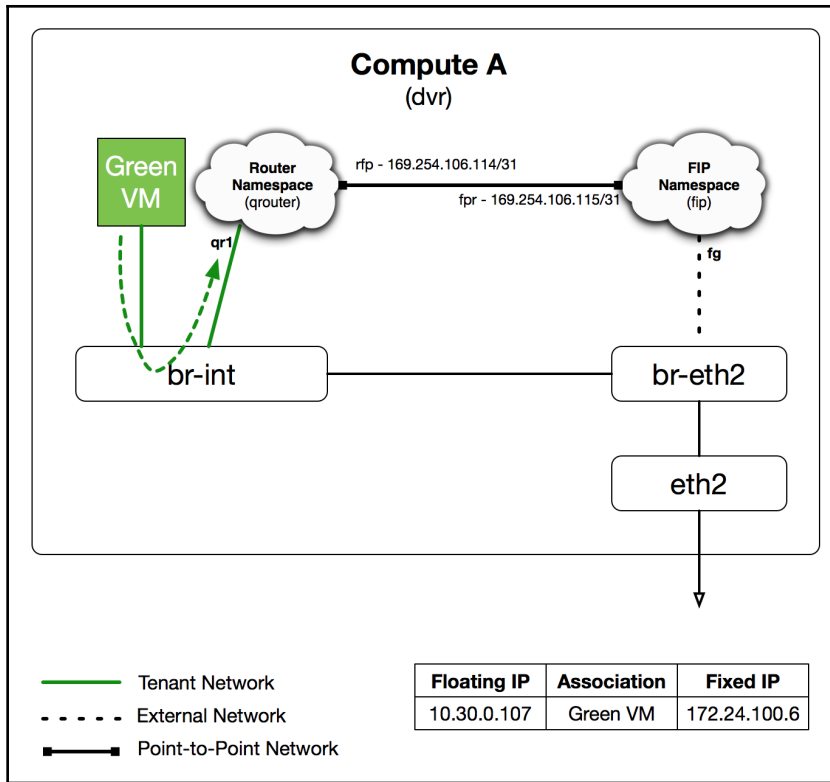 Compute A
(dvr)
Green
VM
Router
Namespace
(qrouter)
rfp - 169.254.106.114/31
fpr - 169.254.106.115/31
FIP
Namespace
(fip)
qr1
fg
br-int
br-eth2
eth2
Tenant Network
External Network
Point-to-Point Network
Floating IP Association Fixed IP
10.30.0.107 Green VM 172.24.100.6